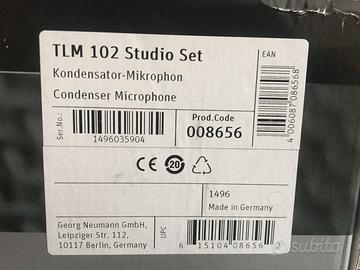 TLM 102 Studio Set
EAN
Kondensator-Mikrophon
Condenser Microphone
Ser.No.:
1496035904
Prod.Code
008656
4 006087 086568
CE
20
1496
Made in Germany
Georg Neumann GmbH,
Leipziger Str. 112,
10117 Berlin, Germany
UPC
6 15104 08656 2
subito